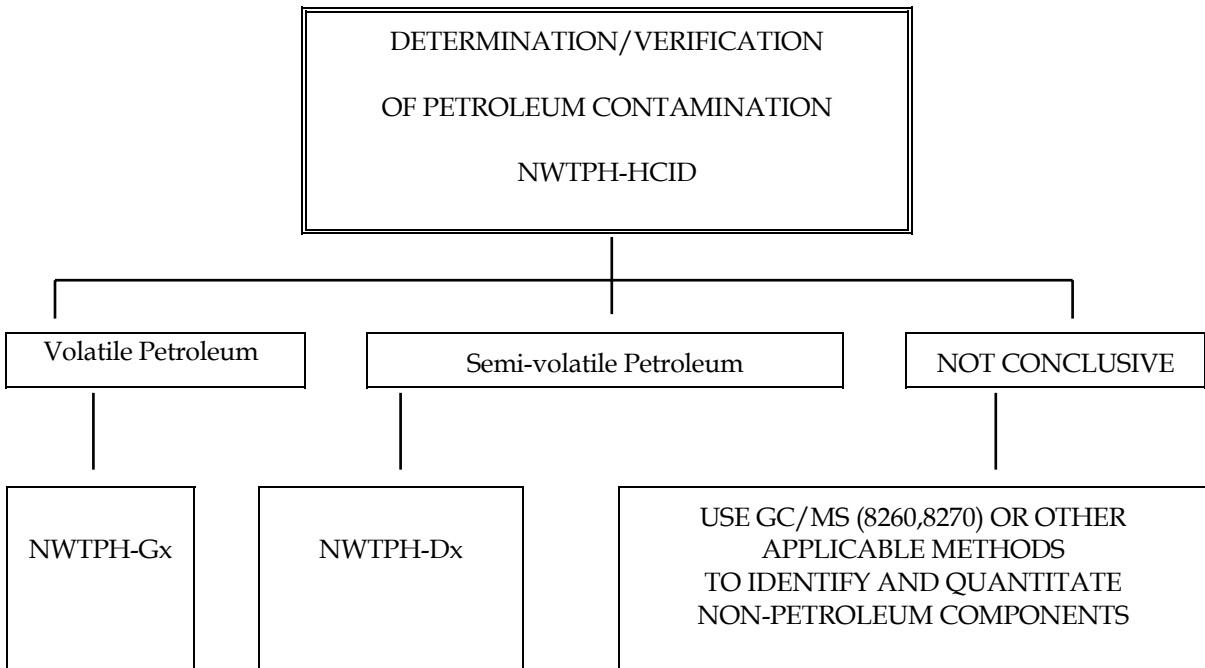 DETERMINATION/VERIFICATION
OF PETROLEUM CONTAMINATION
NWTPH-HCID
Volatile Petroleum
Semi-volatile Petroleum
NOT CONCLUSIVE
NWTPH-Gx
NWTPH-Dx
USE GC/MS (8260,8270) OR OTHER
APPLICABLE METHODS
TO IDENTIFY AND QUANTITATE
NON-PETROLEUM COMPONENTS